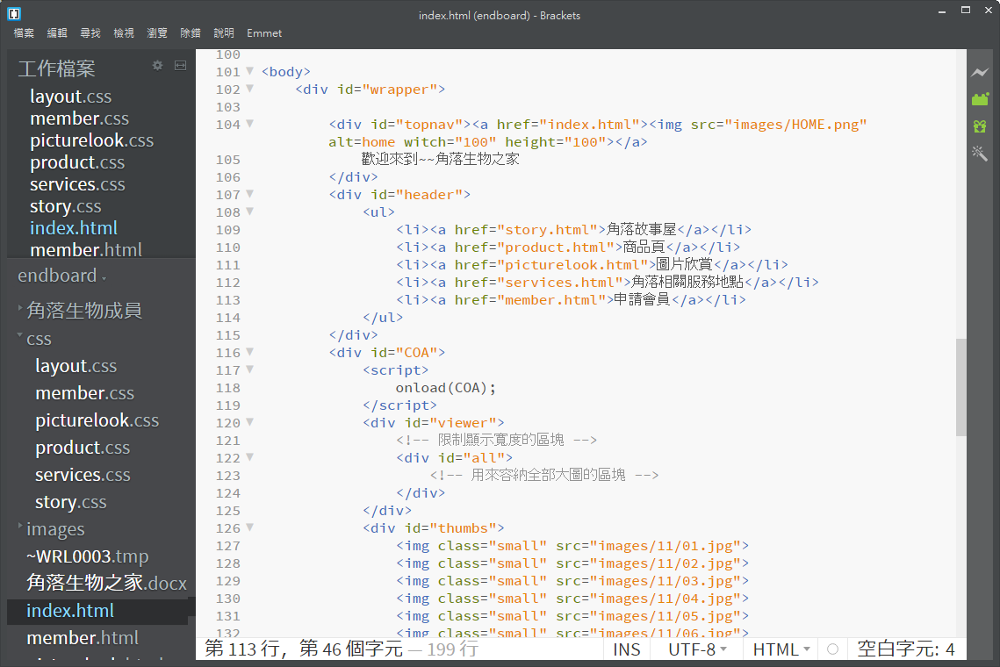 index.html (endboard) - Brackets
檔案 編輯 尋找 檢視 瀏覽 除錯 說明 Emmet
工作檔案
layout.css
member.css
picturelook.css
product.css
services.css
story.css
index.html
member.html
endboard
角落生物成員
css
layout.css
member.css
picturelook.css
product.css
services.css
story.css
images
~WRL0003.tmp
角落生物之家.docx
index.html
member.html
100
101 <body>
102 <div id="wrapper">
103
104 <div id="topnav"><a href="index.html"><img src="images/HOME.png"
alt=home witch="100" height="100"></a>
105 歡迎來到~~角落生物之家
106 </div>
107 <div id="header">
108 <ul>
109 <li><a href="story.html">角落故事屋</a></li>
110 <li><a href="product.html">商品頁</a></li>
111 <li><a href="picturelook.html">圖片欣賞</a></li>
112 <li><a href="services.html">角落相關服務地點</a></li>
113 <li><a href="member.html">申請會員</a></li>
114 </ul>
115 </div>
116 <div id="COA">
117 <script>
118 onload(COA);
119 </script>
120 <div id="viewer">
121 <!-- 限制顯示寬度的區塊 -->
122 <div id="all">
123 <!-- 用來容納全部大圖的區塊 -->
124 </div>
125 </div>
126 <div id="thumbs">
127 <img class="small" src="images/11/01.jpg">
128 <img class="small" src="images/11/02.jpg">
129 <img class="small" src="images/11/03.jpg">
130 <img class="small" src="images/11/04.jpg">
131 <img class="small" src="images/11/05.jpg">
132 <img class="small" src="images/11/06.jpg">
第 113 行，第 46 個字元 — 199 行 INS UTF-8 HTML 空白字元: 4